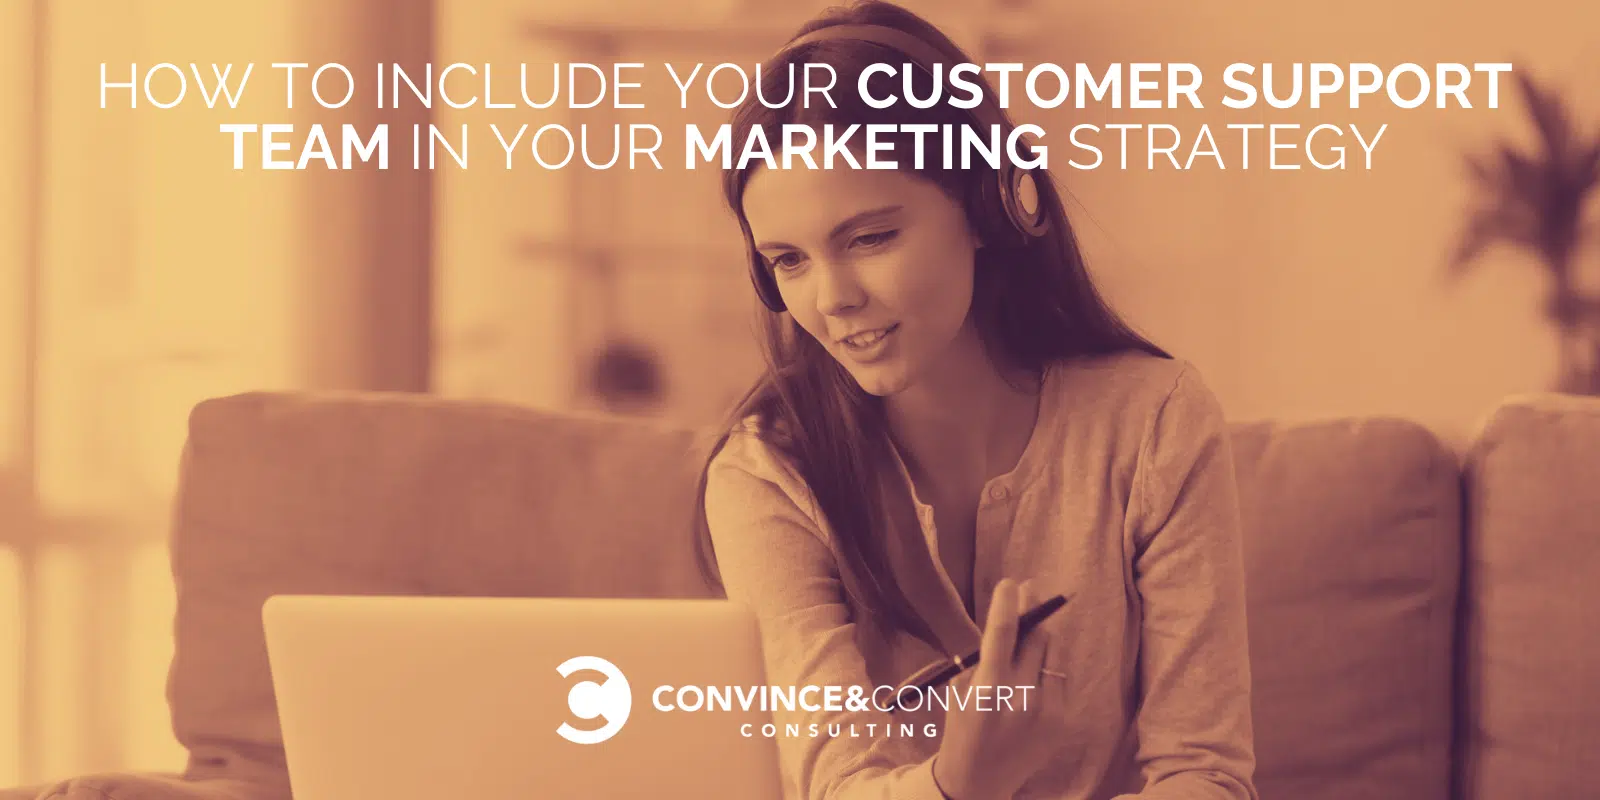 HOW TO INCLUDE YOUR CUSTOMER SUPPORT
TEAM IN YOUR MARKETING STRATEGY
CONVINCE&CONVERT
CONSULTING